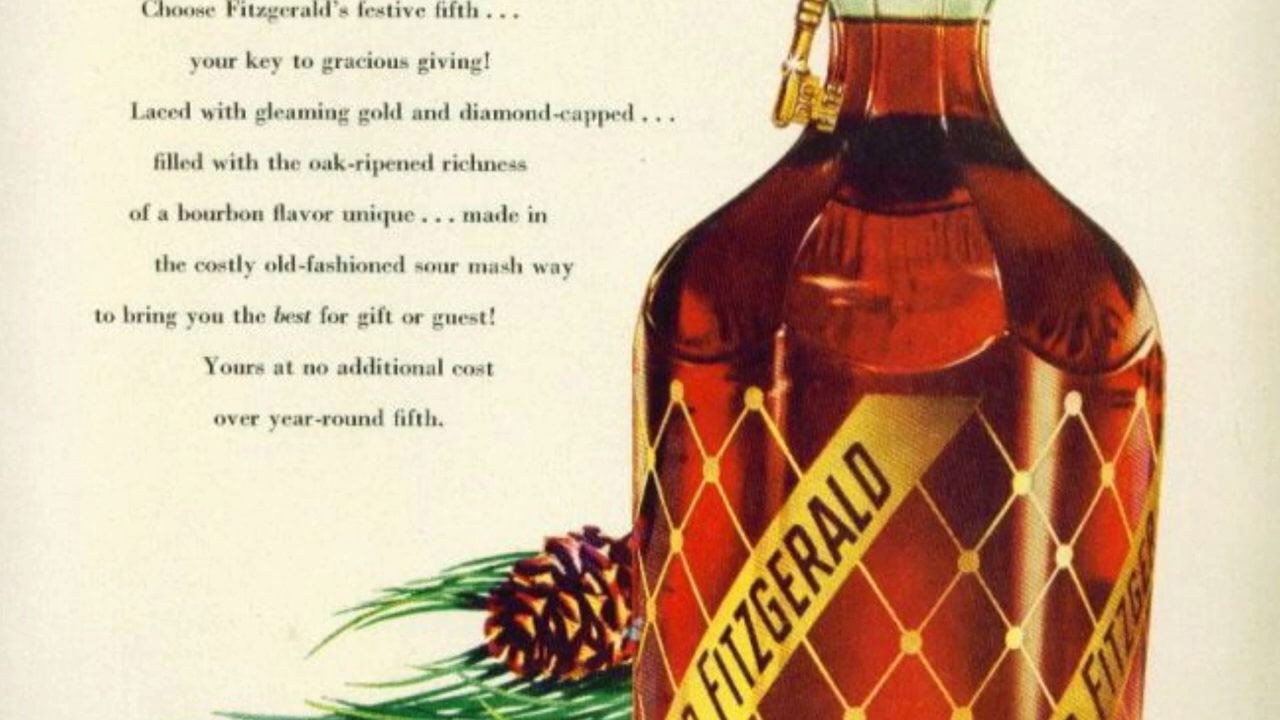 Choose Fitzgerald's festive fifth . . .
your key to gracious giving!
Laced with gleaming gold and diamond-capped . . .
filled with the oak-ripened richness
of a bourbon flavor unique . . . made in
the costly old-fashioned sour mash way
to bring you the best for gift or guest!
Yours at no additional cost
over year-round fifth.
FITZGERALD
FITZGER